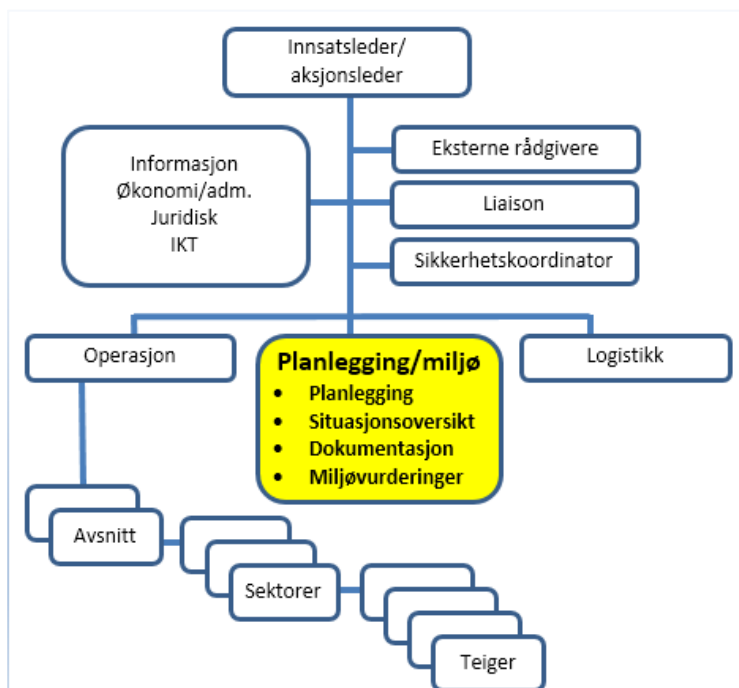 Innsatsleder/
aksjonsleder
Informasjon
Økonomi/adm.
Juridisk
IKT
Eksterne rådgivere
Liaison
Sikkerhetskoordinator
Operasjon
Planlegging/miljø
• Planlegging
• Situasjonsoversikt
• Dokumentasjon
• Miljøvurderinger
Logistikk
Avsnitt
Sektorer
Teiger